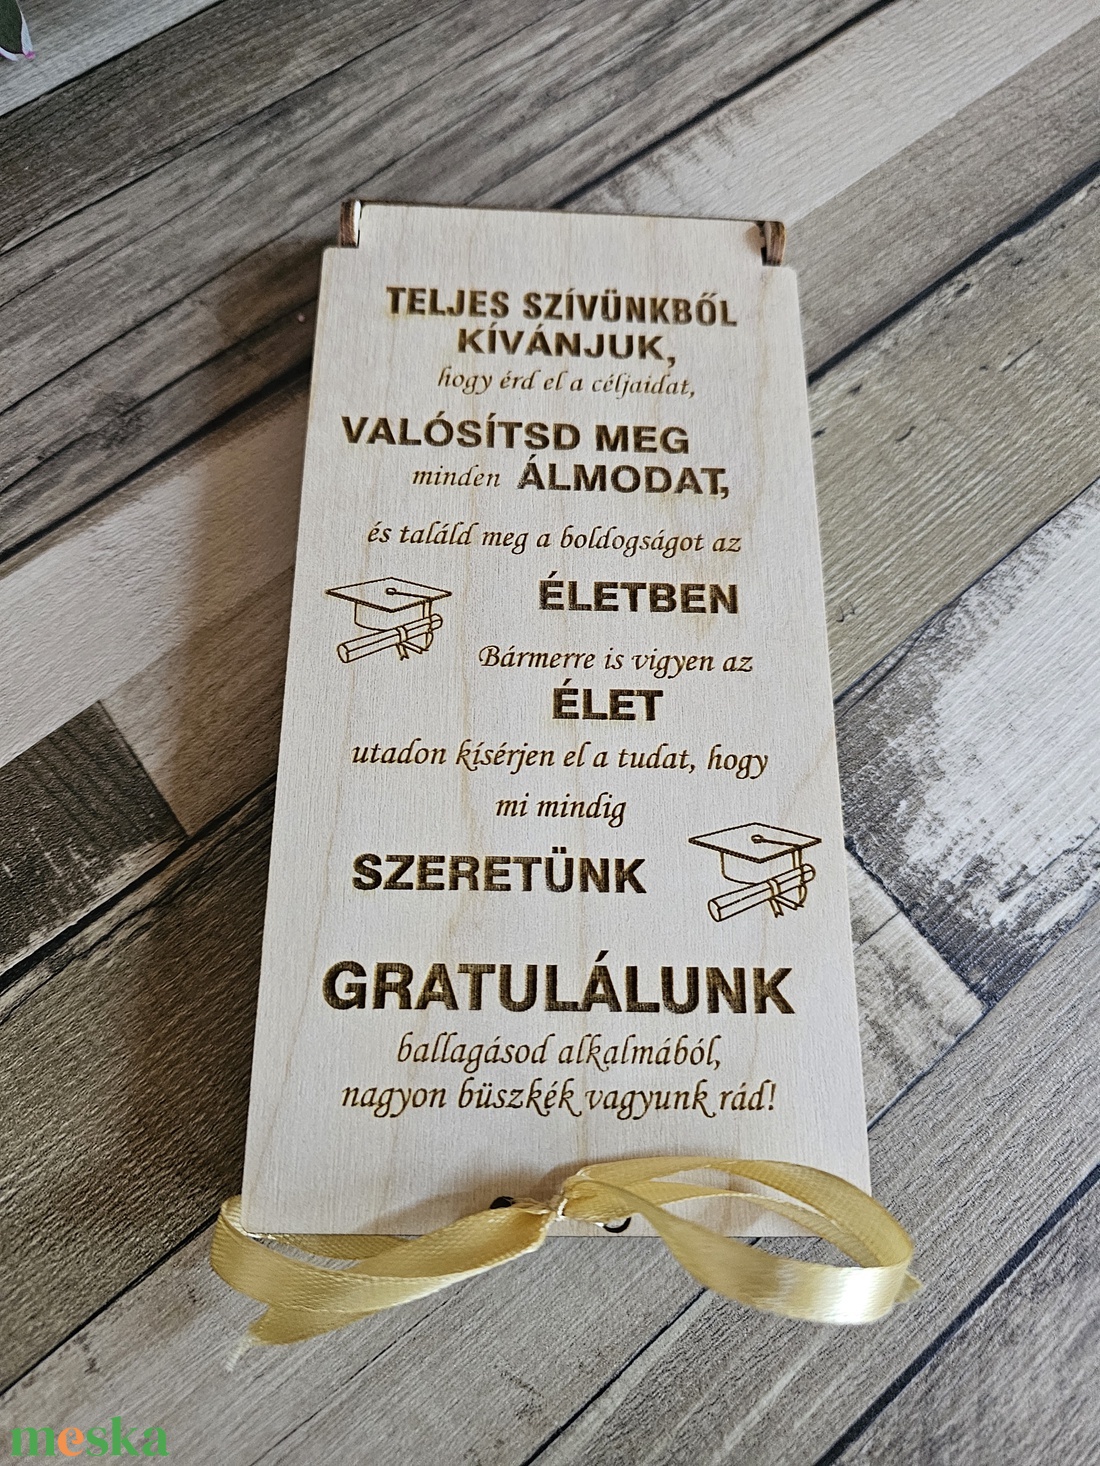 TELJES SZÍVÜNKBŐL
KÍVÁNJUK,
hogy érd el a céljaidat,
VALÓSÍTSD MEG
minden ÁLMODAT,
és találd meg a boldogságot az
ÉLETBEN
Bármerre is vigyen az
ÉLET
utadon kísérjen el a tudat, hogy
mi mindig
SZERETÜNK
GRATULÁLUNK
ballagásod alkalmából,
nagyon büszkék vagyunk rád!
meska